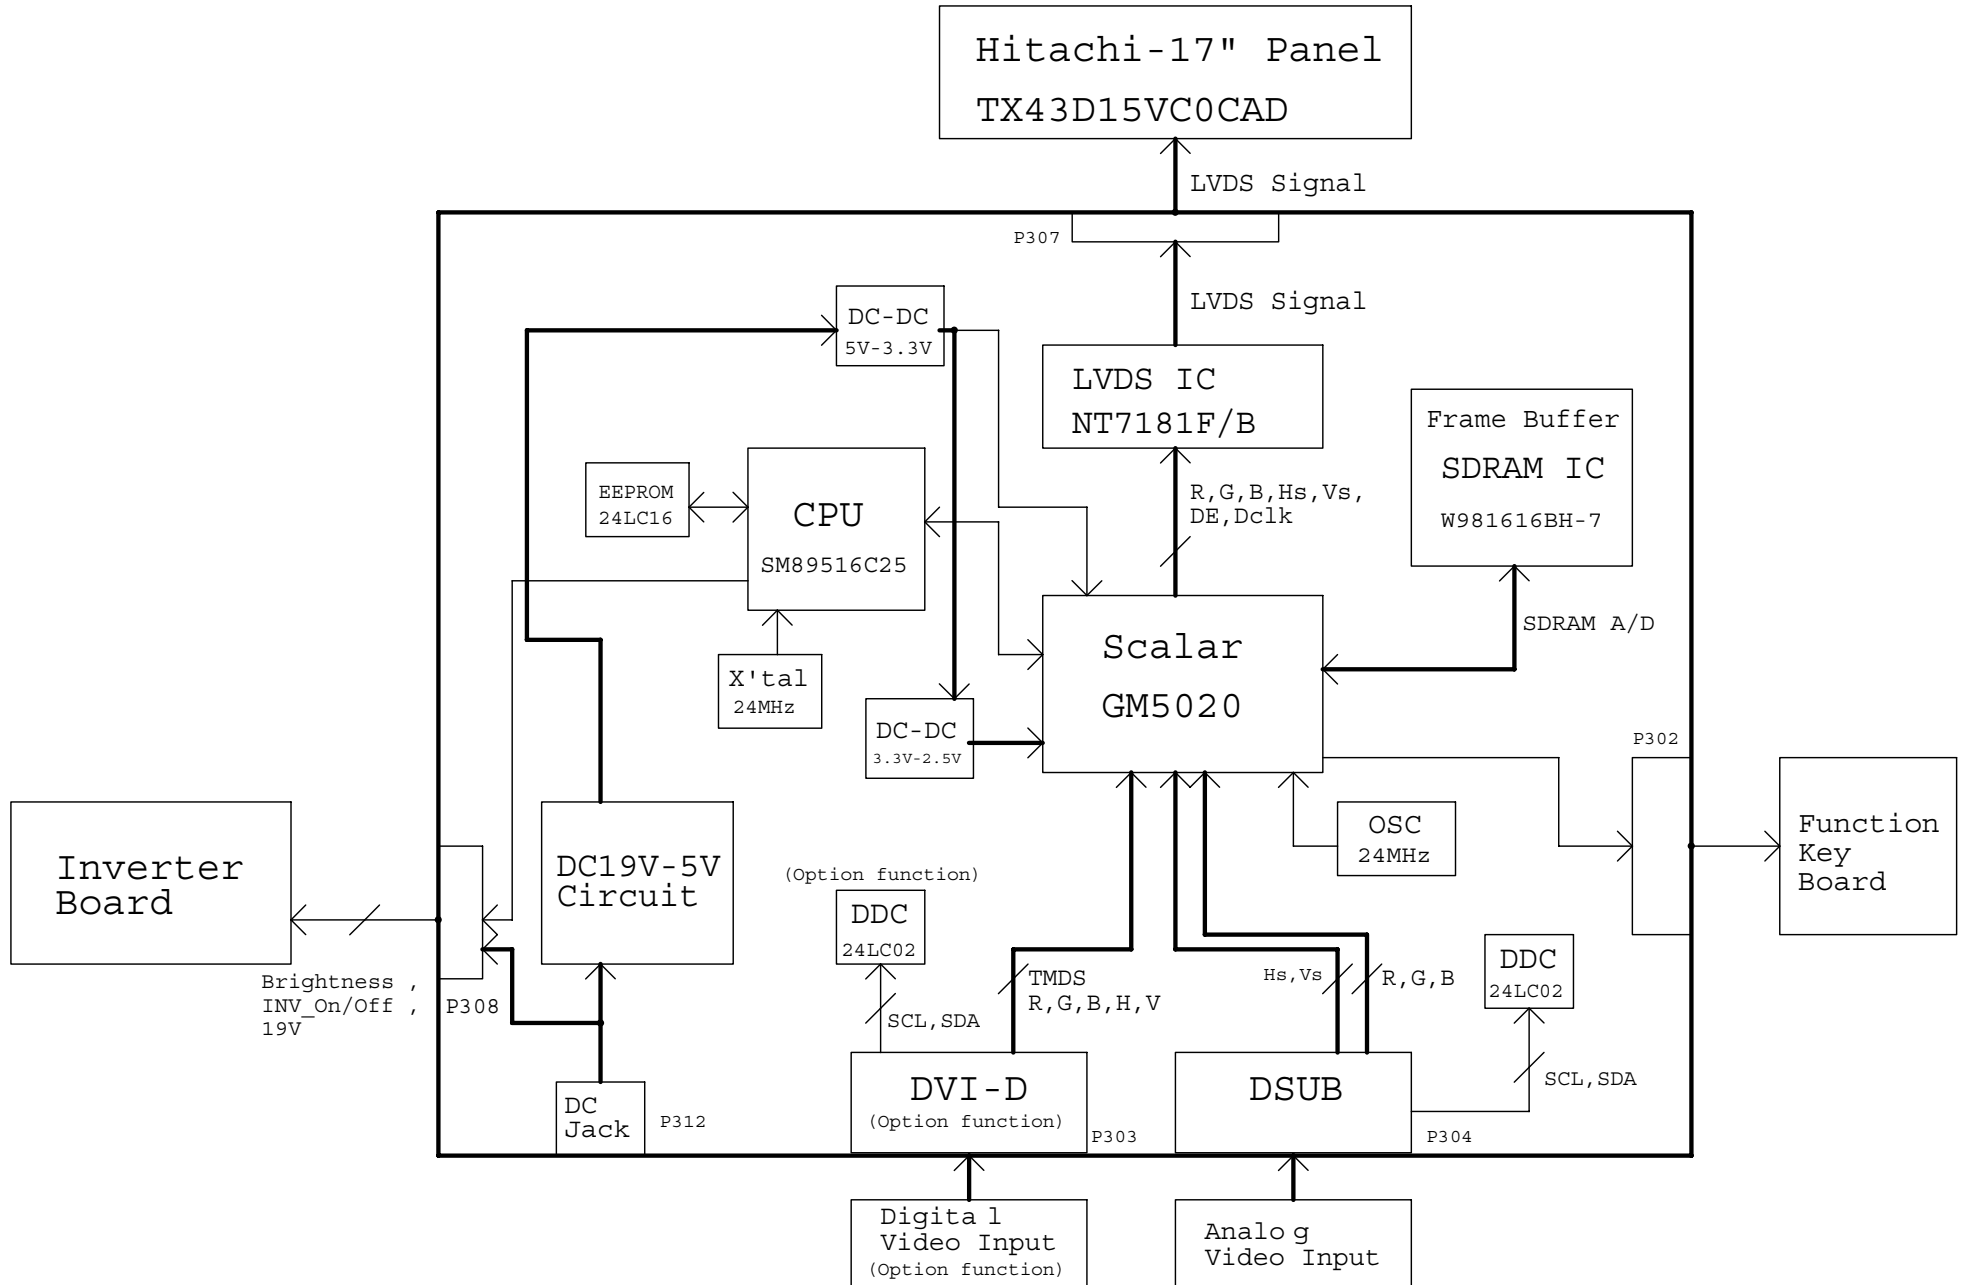 Hitachi-17" Panel
TX43D15VC0CAD
LVDS Signal
P307
LVDS Signal
DC-DC
5V-3.3V
LVDS IC
NT7181F/B
Frame Buffer
SDRAM IC
W981616BH-7
EEPROM
24LC16
CPU
SM89516C25
R,G,B,Hs,Vs,
DE,Dclk
SDRAM A/D
Scalar
GM5020
X'tal
24MHz
DC-DC
3.3V-2.5V
P302
Inverter
Board
DC19V-5V
Circuit
OSC
24MHz
Function
Key
Board
(Option function)
DDC
24LC02
DDC
24LC02
Brightness ,
INV_On/Off ,
19V
P308
TMDS
R,G,B,H,V
Hs,Vs
R,G,B
SCL,SDA
SCL,SDA
DC
Jack
P312
DVI-D
(Option function)
P303
DSUB
P304
Digita l
Video Input
(Option function)
Analo g
Video Input